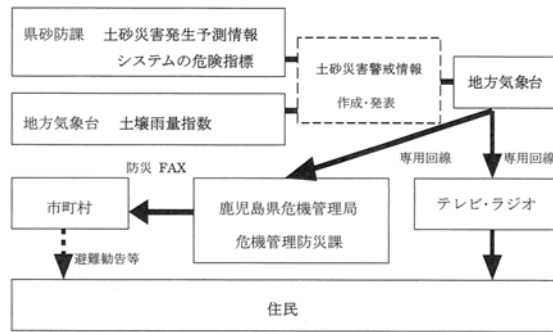 県砂防課 土砂災害発生予測情報
システムの危険指標
土砂災害警戒情報
作成・発表
地方気象台
地方気象台 土壌雨量指数
専用回線
専用回線
防災 FAX
市町村
鹿児島県危機管理局
危機管理防災課
テレビ・ラジオ
避難勧告等
住民